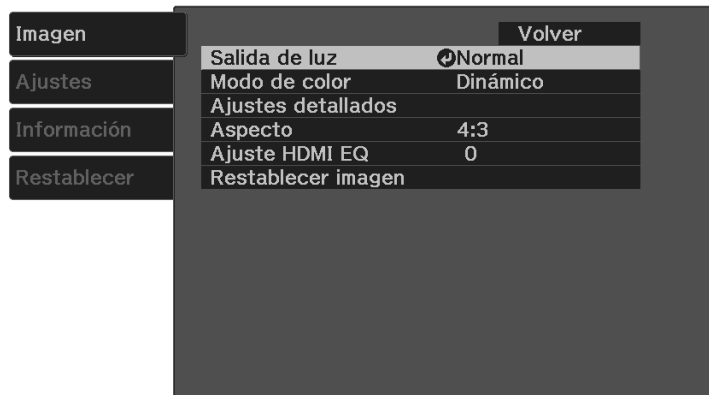 Imagen
Ajustes
Información
Restablecer
Volver
Salida de luz Normal
Modo de color Dinámico
Ajustes detallados
Aspecto 4:3
Ajuste HDMI EQ 0
Restablecer imagen